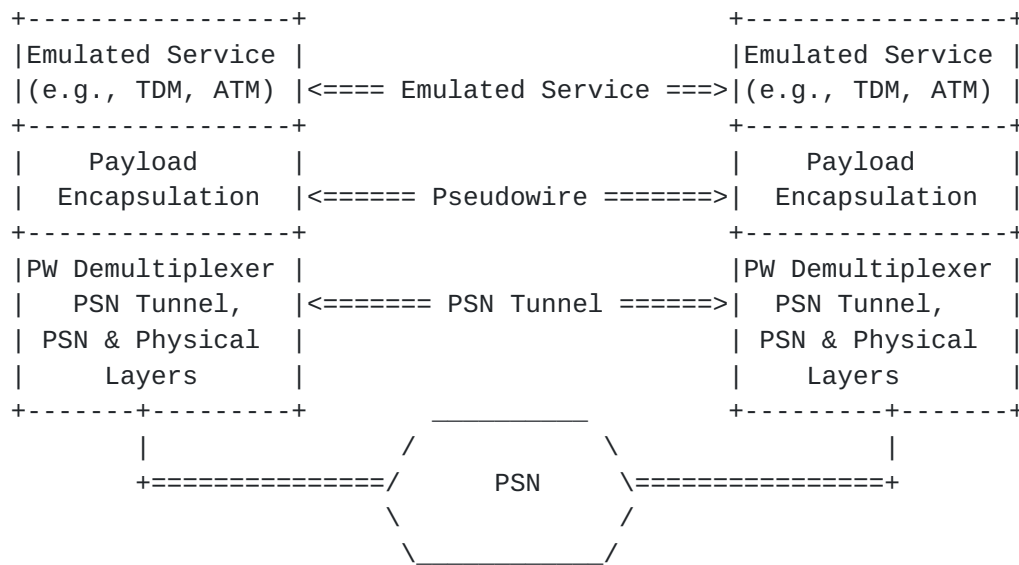 Emulated Service Emulated Service
(e.g., TDM, ATM) <==== Emulated Service ===> (e.g., TDM, ATM)
Payload Payload
Encapsulation <====== Pseudowire =======> Encapsulation
PW Demultiplexer PW Demultiplexer
PSN Tunnel, <======= PSN Tunnel ======> PSN Tunnel,
PSN & Physical PSN & Physical
Layers Layers
PSN